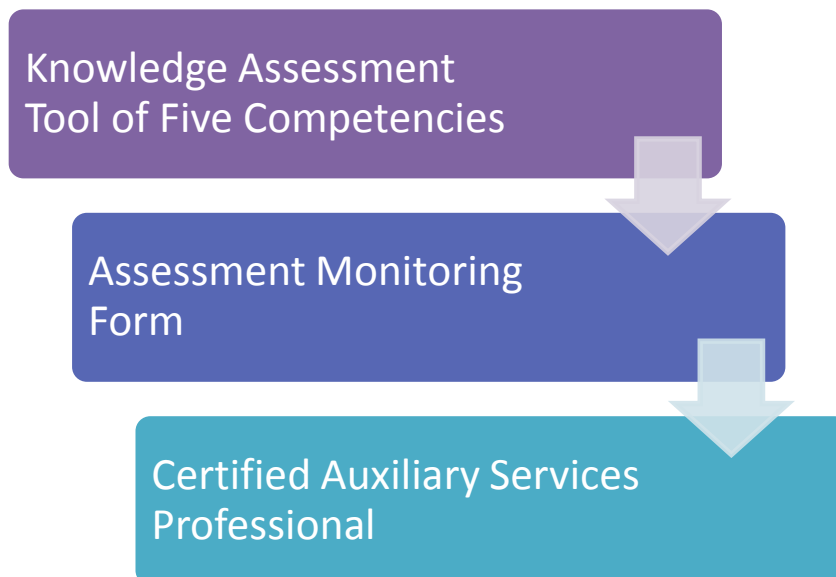 Knowledge Assessment
Tool of Five Competencies
Assessment Monitoring
Form
Certified Auxiliary Services
Professional